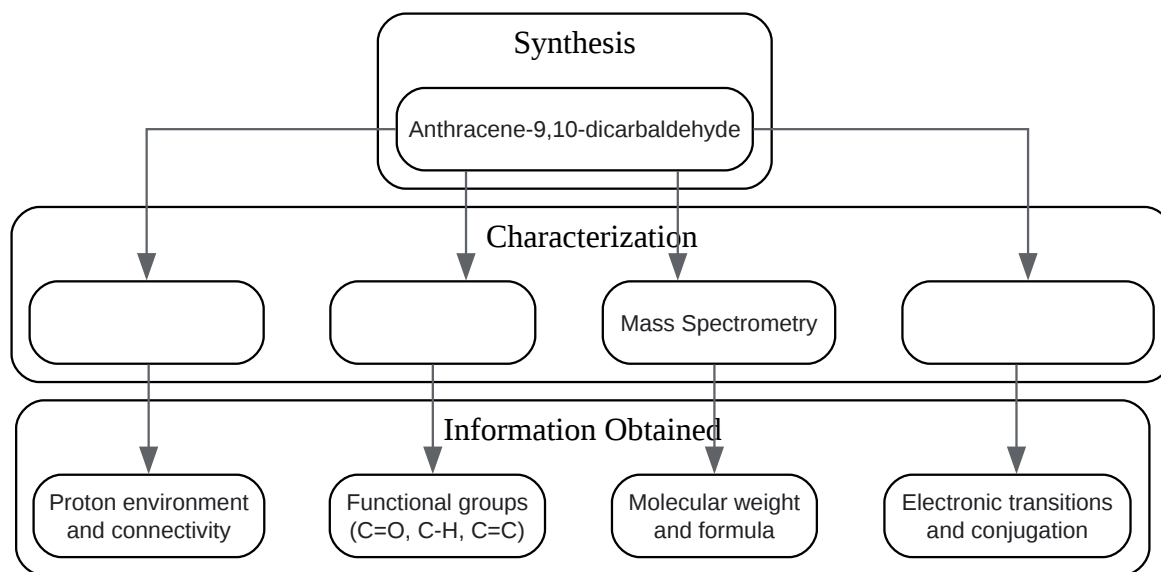 Synthesis
Anthracene-9,10-dicarbaldehyde
Characterization
Mass Spectrometry
Information Obtained
Proton environment
and connectivity
Functional groups
(C=O, C-H, C=C)
Molecular weight
and formula
Electronic transitions
and conjugation